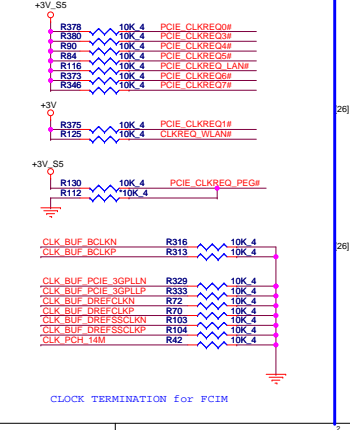 +3V_S5
R378 10K_4 PCIE_CLKREQ0#
R380 10K_4 PCIE_CLKREQ3#
R90 10K_4 PCIE_CLKREQ4#
R84 10K_4 PCIE_CLKREQ5#
R116 10K_4 PCIE_CLKREQ_LAN#
R373 10K_4 PCIE_CLKREQ6#
R346 10K_4 PCIE_CLKREQ7#
+3V
R375 10K_4 PCIE_CLKREQ1#
R125 10K_4 CLKREQ_WLAN#
+3V_S5
R130 10K_4 PCIE_CLKREQ_PEG#
R112 *10K_4
CLK_BUF_BCLKN R316 10K_4
CLK_BUF_BCLKP R313 10K_4
CLK_BUF_PCIE_3GPLLN R329 10K_4
CLK_BUF_PCIE_3GPLLP R333 10K_4
CLK_BUF_DREFCLKN R72 10K_4
CLK_BUF_DREFCLKP R70 10K_4
CLK_BUF_DREFSSCLKN R103 10K_4
CLK_BUF_DREFSSCLKP R104 10K_4
CLK_PCH_14M R42 10K_4
CLOCK TERMINATION for FCIM
26]
26]
2